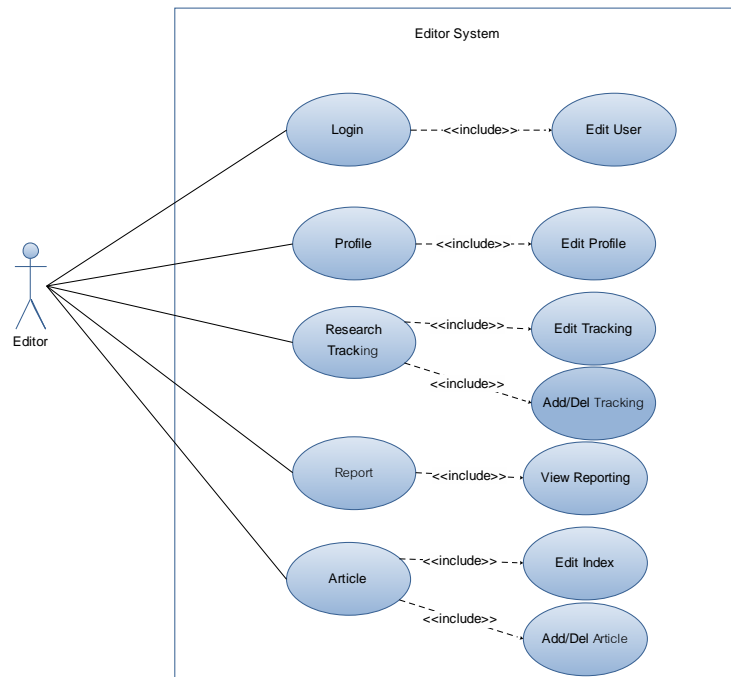 Editor System
Login
<<include>>
Edit User
Profile
<<include>>
Edit Profile
Editor
Research
Tracking
<<include>>
Edit Tracking
<<include>>
Add/Del Tracking
Report
<<include>>
View Reporting
Article
<<include>>
Edit Index
<<include>>
Add/Del Article